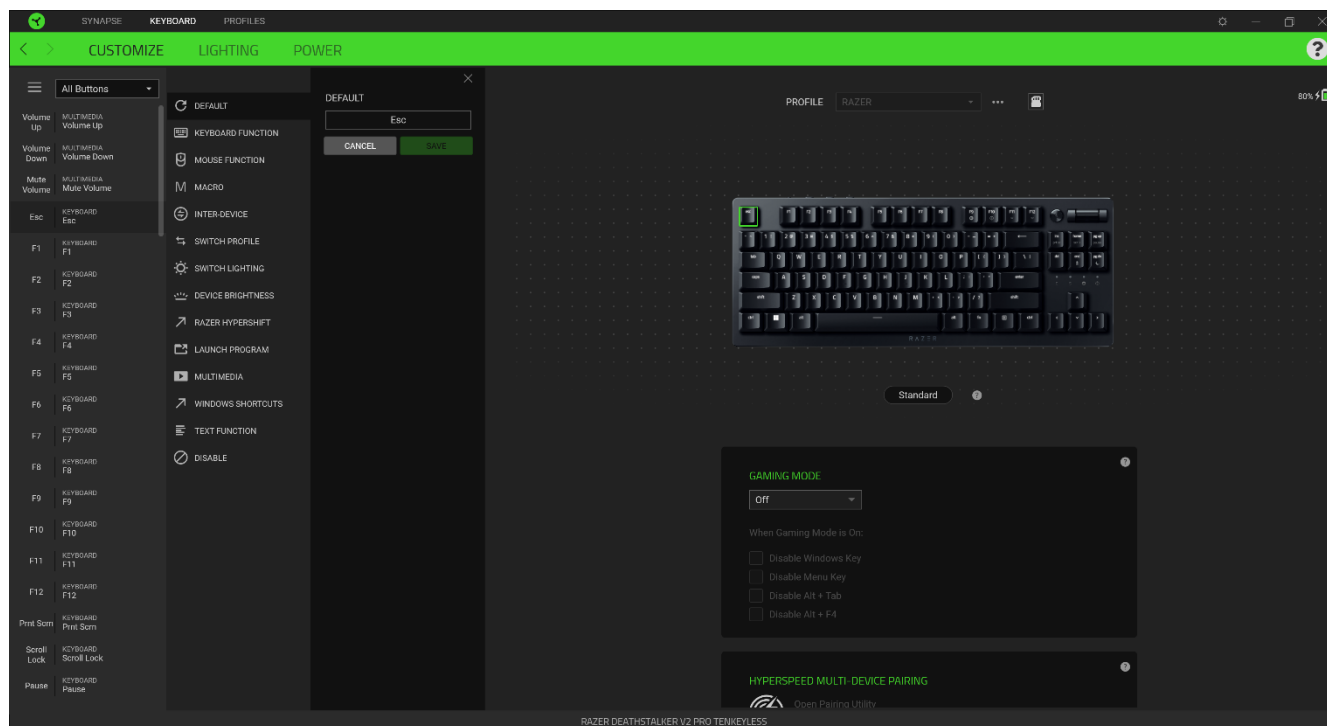 SYNAPSE KEYBOARD PROFILES
CUSTOMIZE LIGHTING POWER
?
All Buttons
Volume Up MULTIMEDIA Volume Up
Volume Down MULTIMEDIA Volume Down
Mute Volume MULTIMEDIA Mute Volume
Esc KEYBOARD Esc
F1 KEYBOARD F1
F2 KEYBOARD F2
F3 KEYBOARD F3
F4 KEYBOARD F4
F5 KEYBOARD F5
F6 KEYBOARD F6
F7 KEYBOARD F7
F8 KEYBOARD F8
F9 KEYBOARD F9
F10 KEYBOARD F10
F11 KEYBOARD F11
F12 KEYBOARD F12
Prnt Scrn KEYBOARD Prnt Scrn
Scroll Lock KEYBOARD Scroll Lock
Pause KEYBOARD Pause
DEFAULT
KEYBOARD FUNCTION
MOUSE FUNCTION
MACRO
INTER-DEVICE
SWITCH PROFILE
SWITCH LIGHTING
DEVICE BRIGHTNESS
RAZER HYPERSHIFT
LAUNCH PROGRAM
MULTIMEDIA
WINDOWS SHORTCUTS
TEXT FUNCTION
DISABLE
DEFAULT
Esc
CANCEL SAVE
PROFILE RAZER
80%
Q W E R T Y U I O P
A S D F G H J K L
Z X C V B N M
RAZER
Standard
GAMING MODE
Off
When Gaming Mode is On:
Disable Windows Key
Disable Menu Key
Disable Alt + Tab
Disable Alt + F4
HYPERSPEED MULTI-DEVICE PAIRING
Open Pairing Utility
RAZER DEATHSTALKER V2 PRO TENKEYLESS